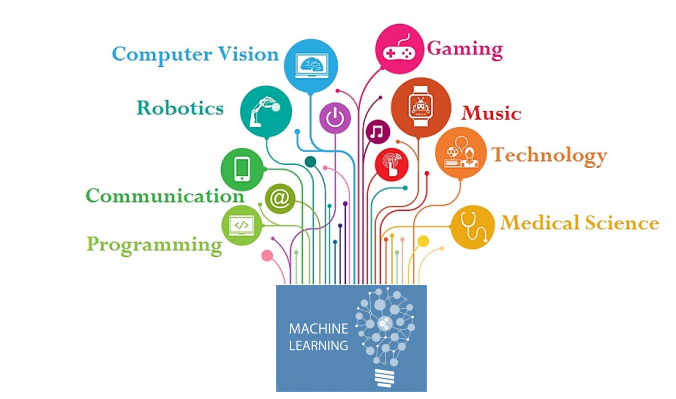 Computer Vision
Gaming
Robotics
Music
Technology
Communication
@
Programming
Medical Science
MACHINE
LEARNING